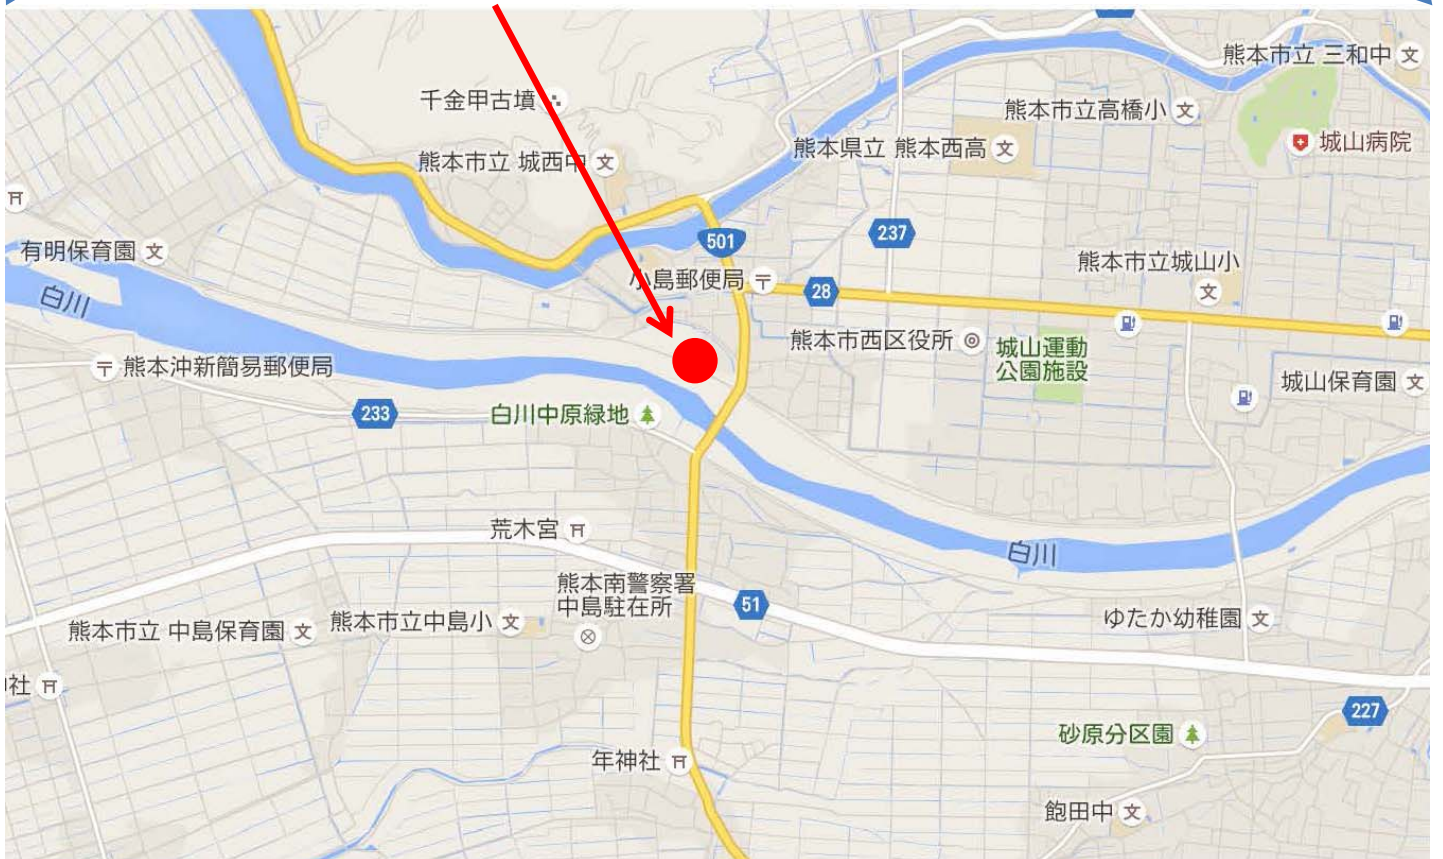 熊本市立 三和中
千金甲古墳
熊本市立高橋小
城山病院
熊本市立 城西中
熊本県立 熊本西高
501
237
有明保育園
熊本市立城山小
小島郵便局
28
白川
熊本市西区役所
城山運動
公園施設
熊本沖新簡易郵便局
城山保育園
233
白川中原緑地
荒木宮
白川
熊本南警察署
中島駐在所
51
熊本市立 中島保育園
熊本市立中島小
ゆたか幼稚園
社
227
砂原分区園
年神社
飽田中